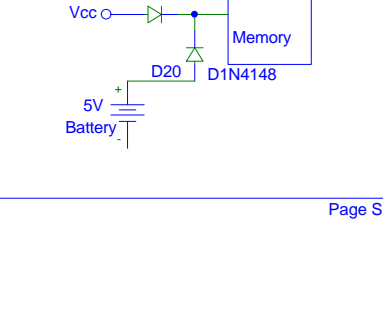 Vcc
Memory
D20 D1N4148
+
5V
Battery
-
Page S